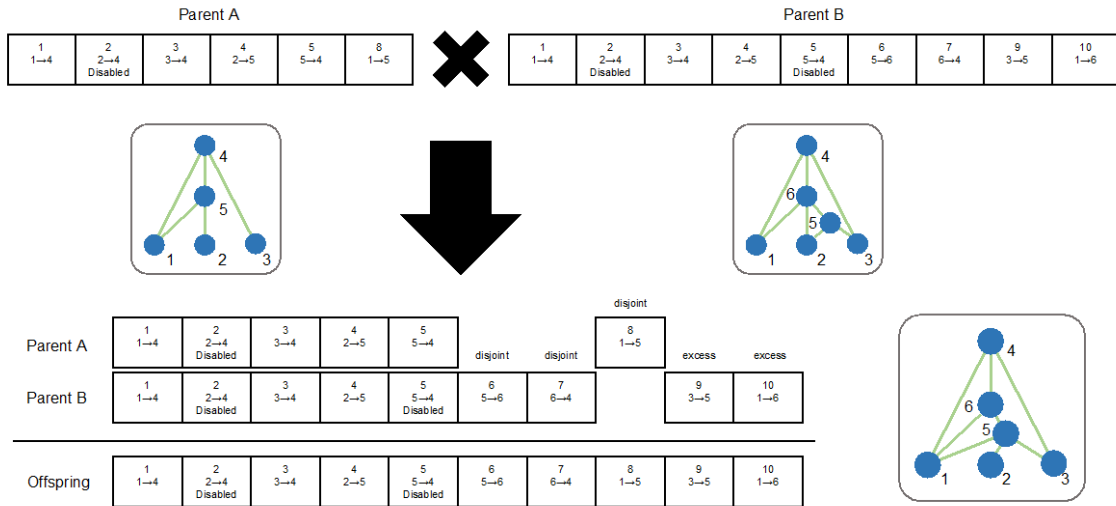 Parent A
Parent B
1 2 3 4 5 8
1→4 2→4 3→4 2→5 5→4 1→5
Disabled
1 2 3 4 5 6 7 9 10
1→4 2→4 3→4 2→5 5→4 5→6 6→4 3→5 1→6
Disabled Disabled
4
5
1 2 3
4
6
5
1 2 3
disjoint
Parent A
1 2 3 4 5 8
1→4 2→4 3→4 2→5 5→4 1→5
Disabled
disjoint disjoint excess excess
Parent B
1 2 3 4 5 6 7 9 10
1→4 2→4 3→4 2→5 5→4 5→6 6→4 3→5 1→6
Disabled Disabled
Offspring
1 2 3 4 5 6 7 8 9 10
1→4 2→4 3→4 2→5 5→4 5→6 6→4 1→5 3→5 1→6
Disabled Disabled
4
6
5
1 2 3